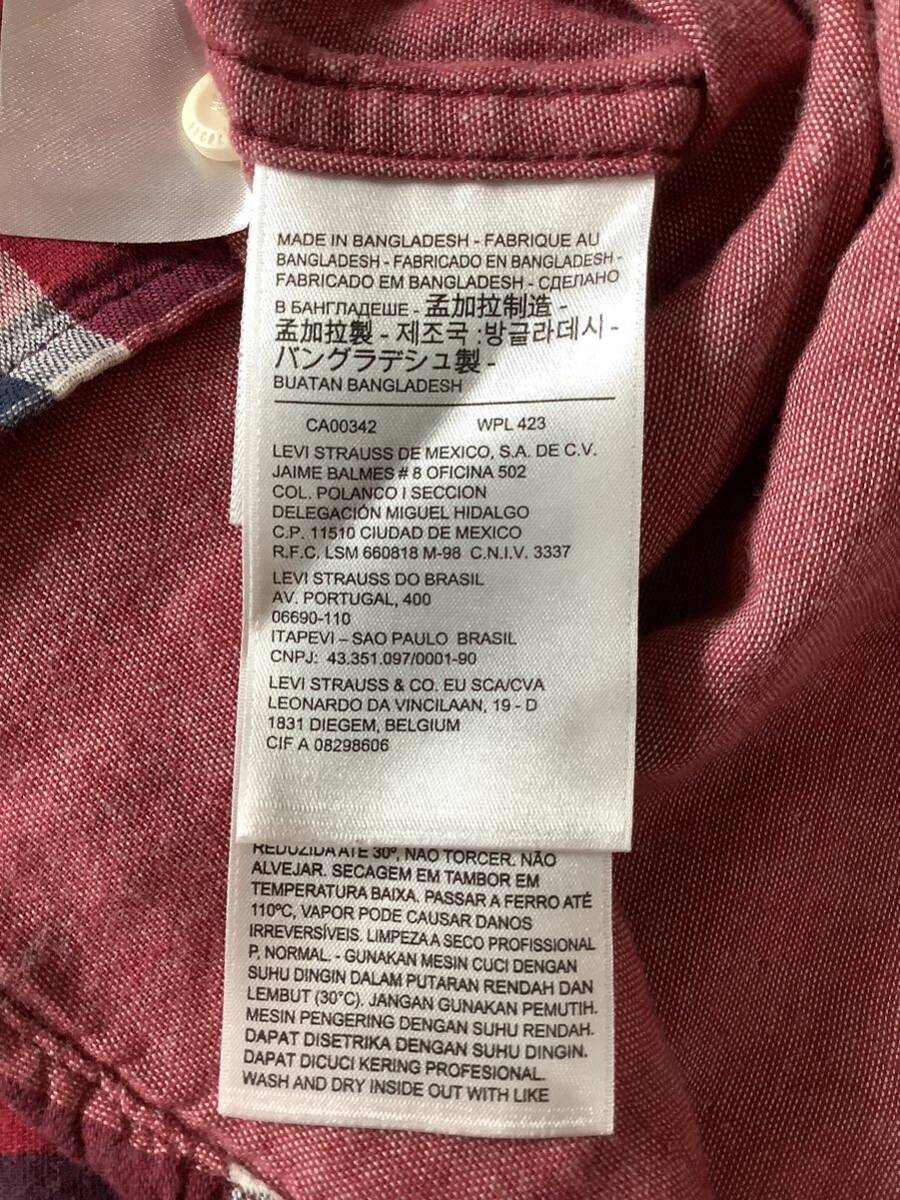 MADE IN BANGLADESH - FABRIQUE AU
BANGLADESH - FABRICADO EN BANGLADESH -
FABRICADO EM BANGLADESH - СДЕЛАНО
В БАНГЛАДЕШЕ - 孟加拉制造 -
孟加拉製 - 제조국 :방글라데시 -
バングラデシュ製 -
BUATAN BANGLADESH
CA00342 WPL 423
LEVI STRAUSS DE MEXICO, S.A. DE C.V.
JAIME BALMES # 8 OFICINA 502
COL. POLANCO I SECCION
DELEGACIÓN MIGUEL HIDALGO
C.P. 11510 CIUDAD DE MEXICO
R.F.C. LSM 660818 M-98 C.N.I.V. 3337
LEVI STRAUSS DO BRASIL
AV. PORTUGAL, 400
06690-110
ITAPEVI – SAO PAULO BRASIL
CNPJ: 43.351.097/0001-90
LEVI STRAUSS & CO. EU SCA/CVA
LEONARDO DA VINCILAAN, 19 - D
1831 DIEGEM, BELGIUM
CIF A 08298606
REDUZIDA ATÉ 30º, NÃO TORCER. NÃO
ALVEJAR. SECAGEM EM TAMBOR EM
TEMPERATURA BAIXA. PASSAR A FERRO ATÉ
110ºC, VAPOR PODE CAUSAR DANOS
IRREVERSÍVEIS. LIMPEZA A SECO PROFISSIONAL
P, NORMAL. - GUNAKAN MESIN CUCI DENGAN
SUHU DINGIN DALAM PUTARAN RENDAH DAN
LEMBUT (30°C). JANGAN GUNAKAN PEMUTIH.
MESIN PENGERING DENGAN SUHU RENDAH.
DAPAT DISETRIKA DENGAN SUHU DINGIN.
DAPAT DICUCI KERING PROFESIONAL.
WASH AND DRY INSIDE OUT WITH LIKE